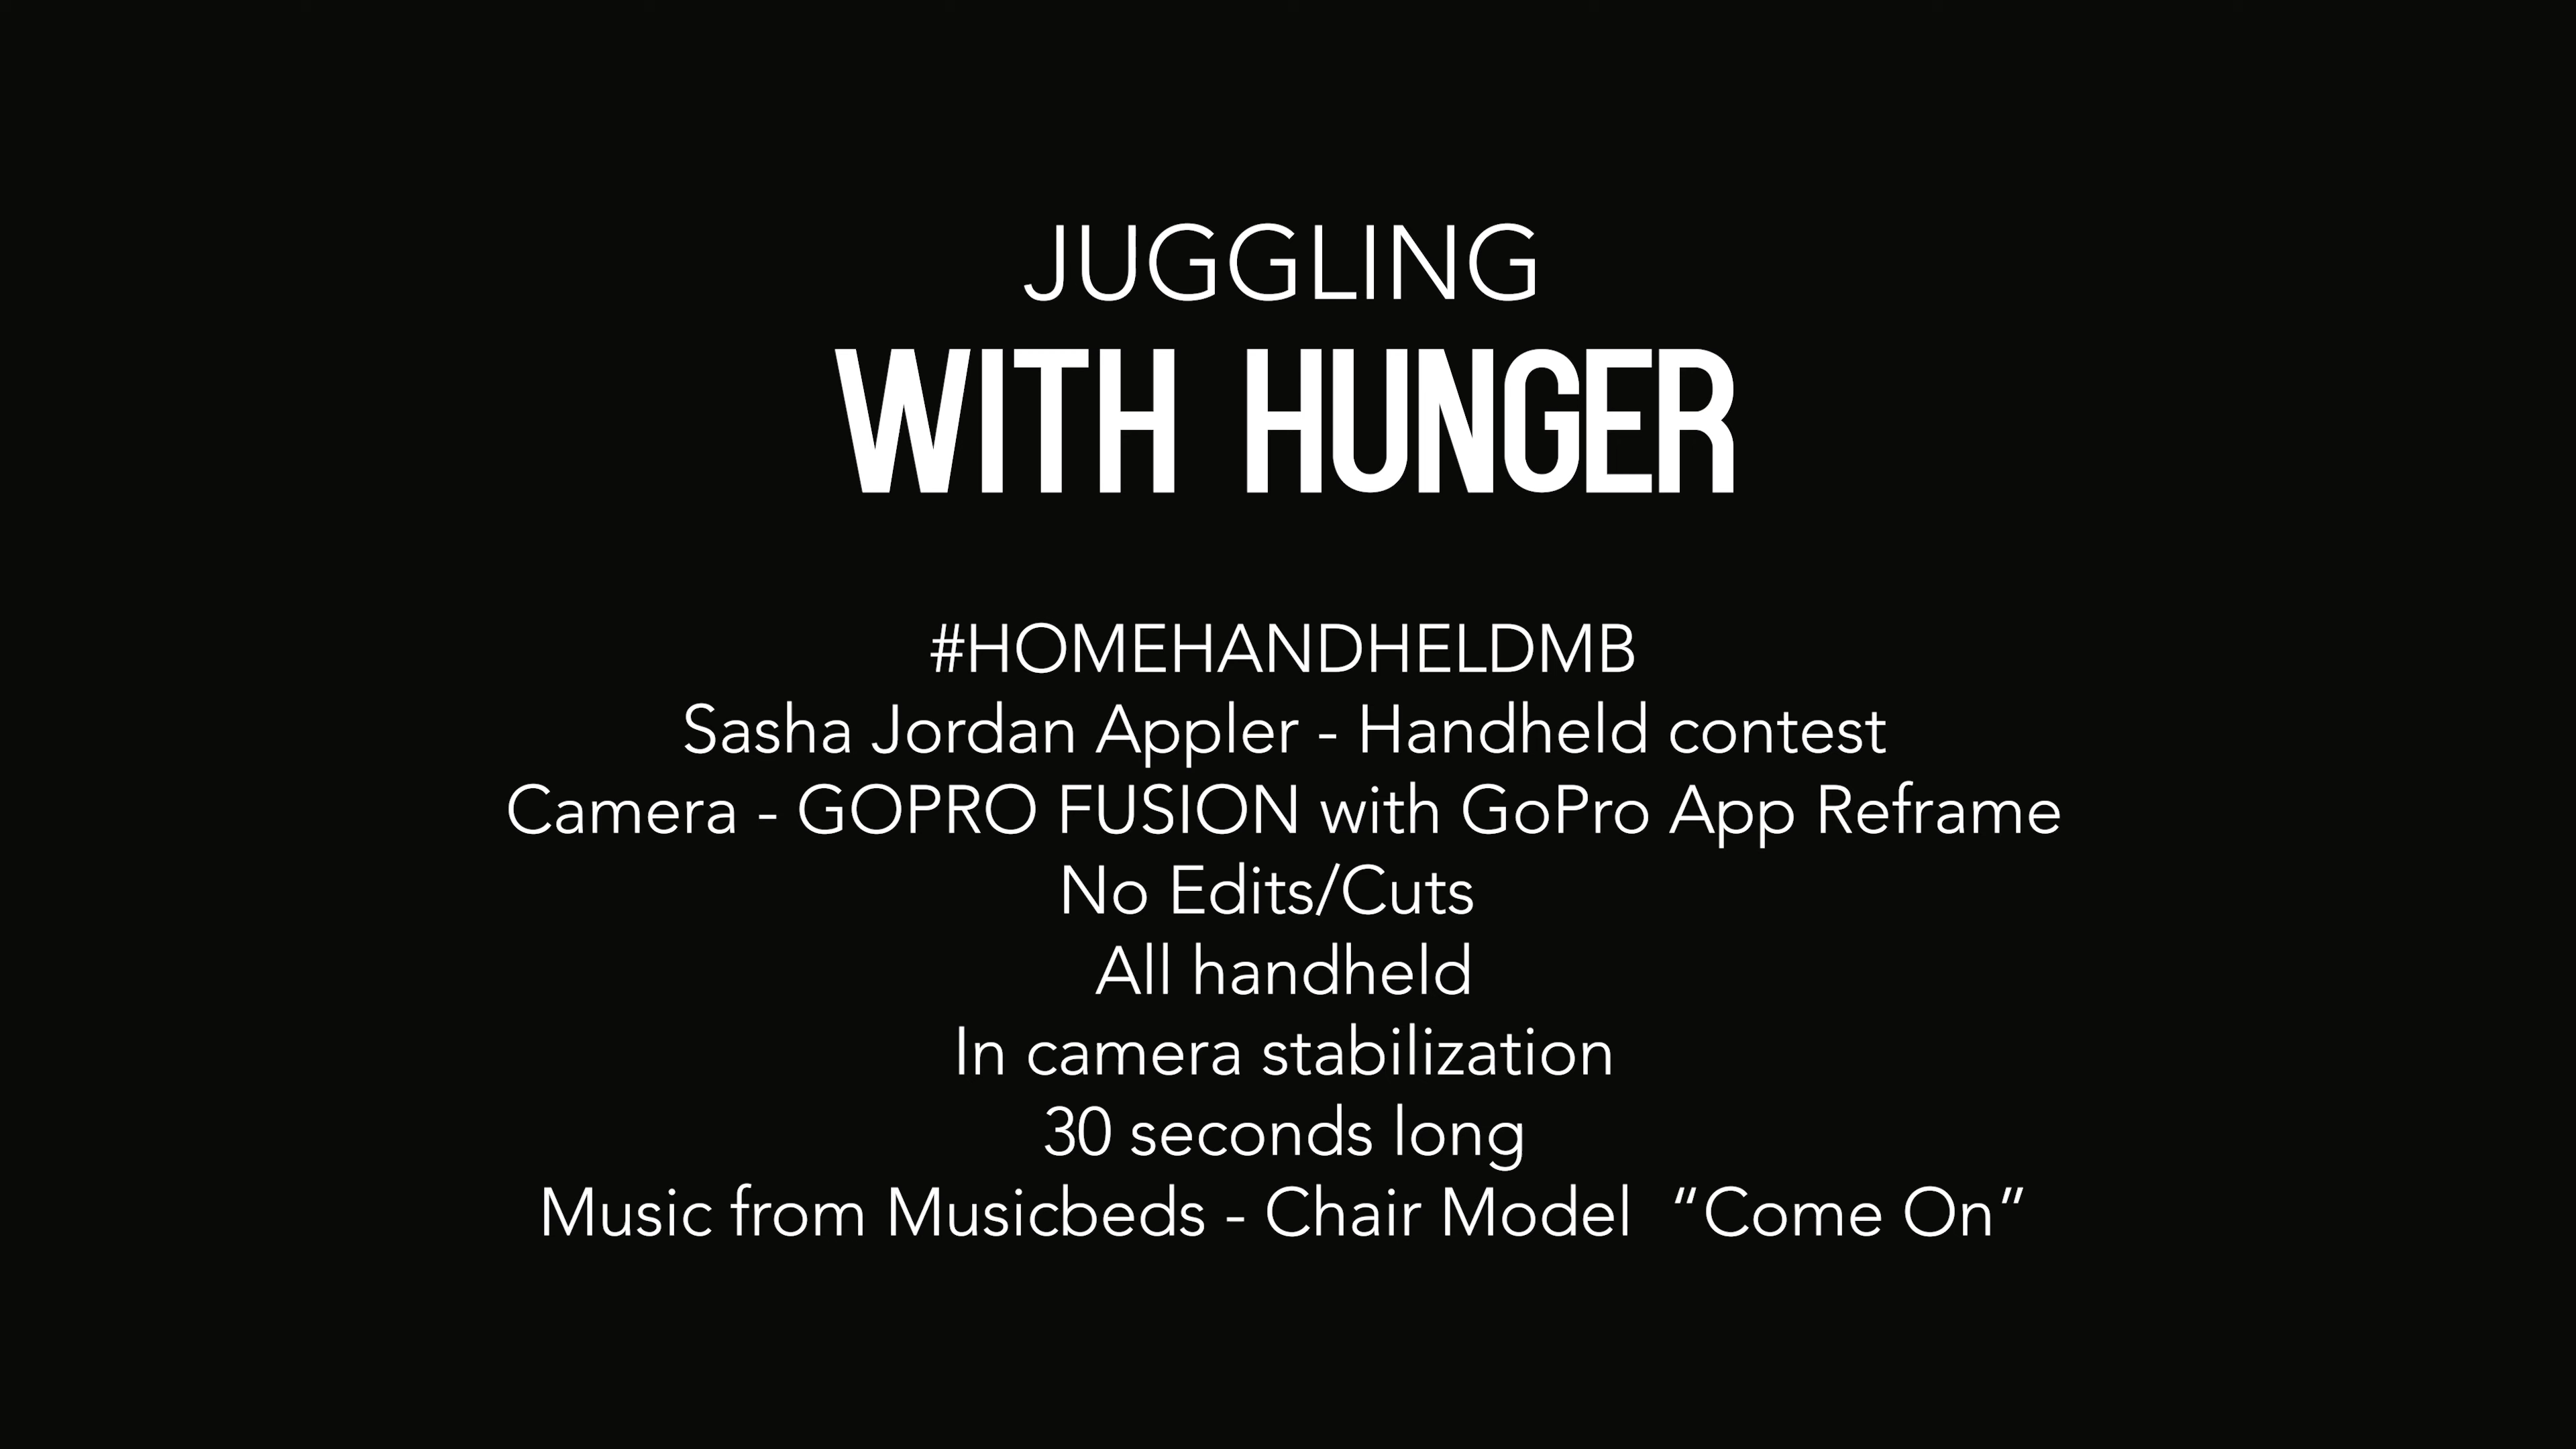 JUGGLING
WITH HUNGER
#HOMEHANDHELDMB
Sasha Jordan Appler - Handheld contest
Camera - GOPRO FUSION with GoPro App Reframe
No Edits/Cuts
All handheld
In camera stabilization
30 seconds long
Music from Musicbeds - Chair Model “Come On”